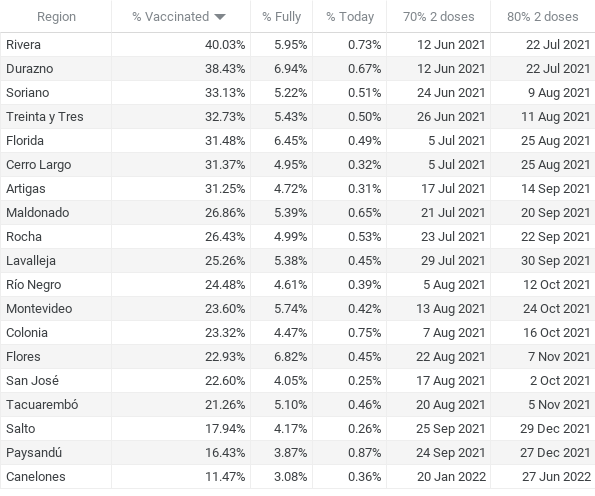 Region % Vaccinated % Fully % Today 70% 2 doses 80% 2 doses
Rivera 40.03% 5.95% 0.73% 12 Jun 2021 22 Jul 2021
Durazno 38.43% 6.94% 0.67% 12 Jun 2021 22 Jul 2021
Soriano 33.13% 5.22% 0.51% 24 Jun 2021 9 Aug 2021
Treinta y Tres 32.73% 5.43% 0.50% 26 Jun 2021 11 Aug 2021
Florida 31.48% 6.45% 0.49% 5 Jul 2021 25 Aug 2021
Cerro Largo 31.37% 4.95% 0.32% 5 Jul 2021 25 Aug 2021
Artigas 31.25% 4.72% 0.31% 17 Jul 2021 14 Sep 2021
Maldonado 26.86% 5.39% 0.65% 21 Jul 2021 20 Sep 2021
Rocha 26.43% 4.99% 0.53% 23 Jul 2021 22 Sep 2021
Lavalleja 25.26% 5.38% 0.45% 29 Jul 2021 30 Sep 2021
Río Negro 24.48% 4.61% 0.39% 5 Aug 2021 12 Oct 2021
Montevideo 23.60% 5.74% 0.42% 13 Aug 2021 24 Oct 2021
Colonia 23.32% 4.47% 0.75% 7 Aug 2021 16 Oct 2021
Flores 22.93% 6.82% 0.45% 22 Aug 2021 7 Nov 2021
San José 22.60% 4.05% 0.25% 17 Aug 2021 2 Oct 2021
Tacuarembó 21.26% 5.10% 0.46% 20 Aug 2021 5 Nov 2021
Salto 17.94% 4.17% 0.26% 25 Sep 2021 29 Dec 2021
Paysandú 16.43% 3.87% 0.87% 24 Sep 2021 27 Dec 2021
Canelones 11.47% 3.08% 0.36% 20 Jan 2022 27 Jun 2022